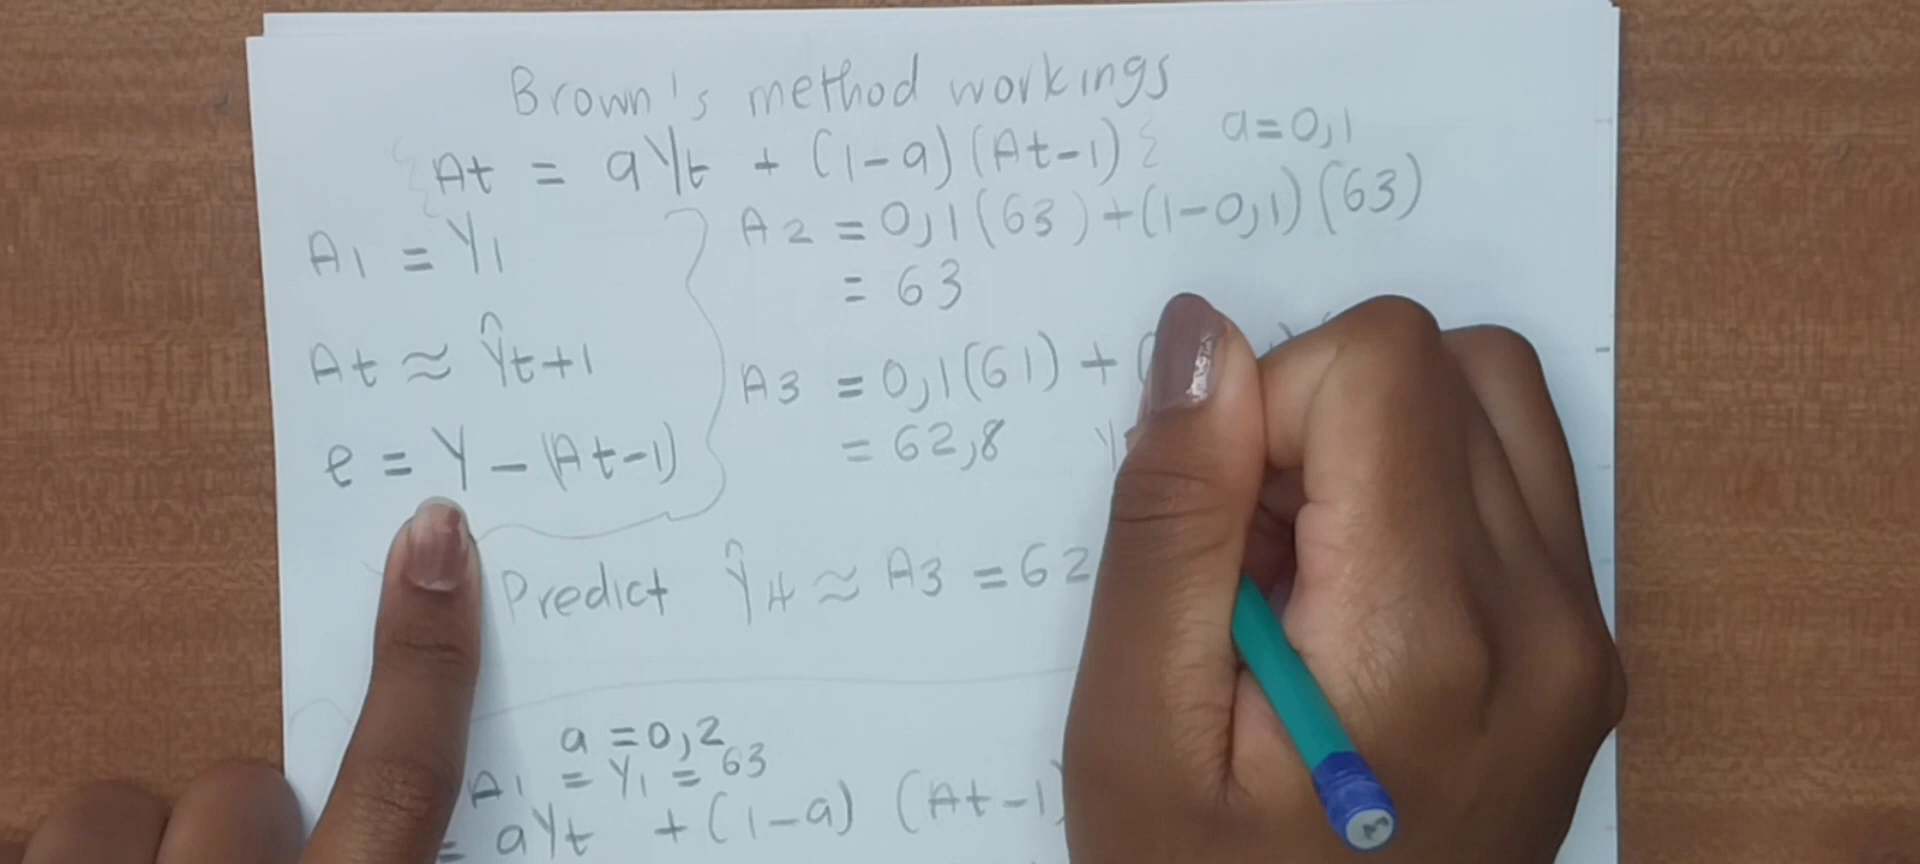 Brown's method workings
At = aYt + (1-a)(At-1) a=0,1
A1 = Y1
A2 = 0,1(63)+(1-0,1)(63)
= 63
At ≈ Ŷt+1
A3 = 0,1(61) + (
= 62,8 Y
e = Y - (At-1)
Predict Ŷ4 ≈ A3 = 62
a = 0,2
A1 = Y1 = 63
= aYt + (1-a) (At-1)